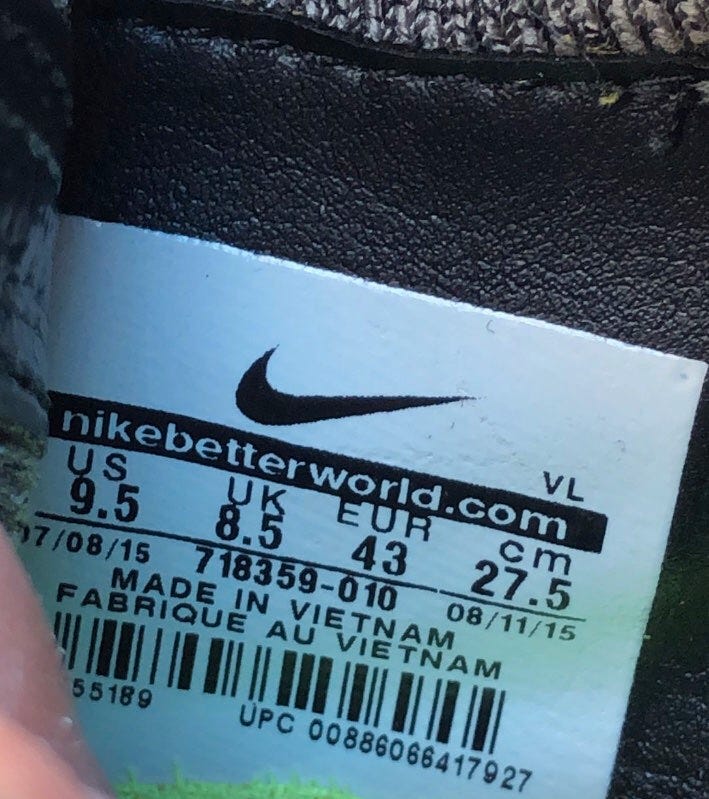 nikebetterworld.com
VL
US UK EUR cm
9.5 8.5 43 27.5
07/08/15 718359-010 08/11/15
MADE IN VIETNAM
FABRIQUE AU VIETNAM
55189
UPC 00886066417927